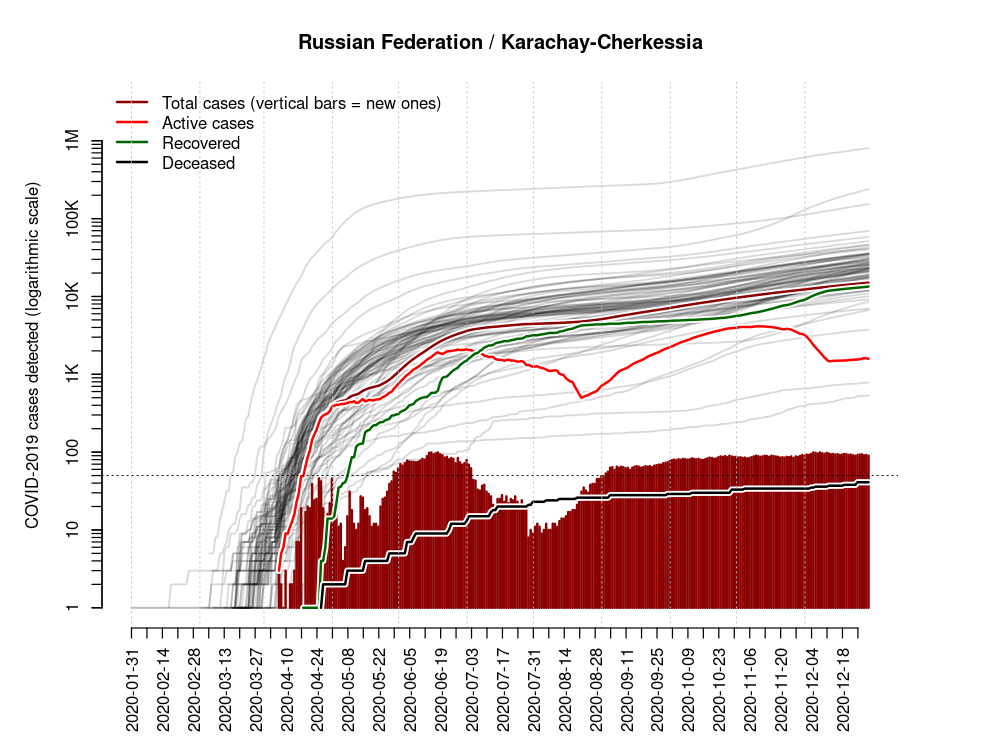 Russian Federation / Karachay-Cherkessia
Total cases (vertical bars = new ones)
Active cases
Recovered
Deceased
COVID-2019 cases detected (logarithmic scale)
1M
100K
10K
1K
100
10
1
2020-01-31
2020-02-14
2020-02-28
2020-03-13
2020-03-27
2020-04-10
2020-04-24
2020-05-08
2020-05-22
2020-06-05
2020-06-19
2020-07-03
2020-07-17
2020-07-31
2020-08-14
2020-08-28
2020-09-11
2020-09-25
2020-10-09
2020-10-23
2020-11-06
2020-11-20
2020-12-04
2020-12-18